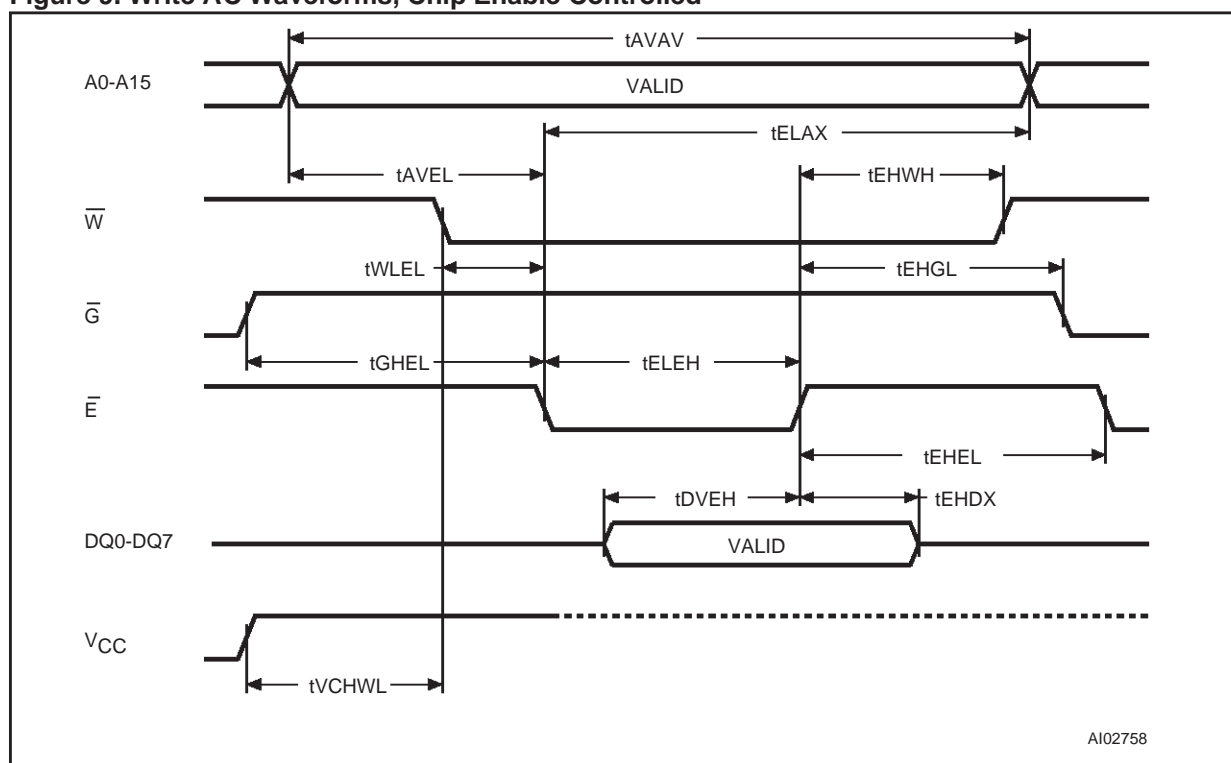 Figure 9. Write AC Waveforms, Chip Enable Controlled
tAVAV
A0-A15
VALID
tELAX
tAVEL
tEHWH
W
tWLEL
tEHGL
G
tGHEL
tELEH
E
tEHEL
tDVEH
tEHDX
DQ0-DQ7
VALID
VCC
tVCHWL
AI02758